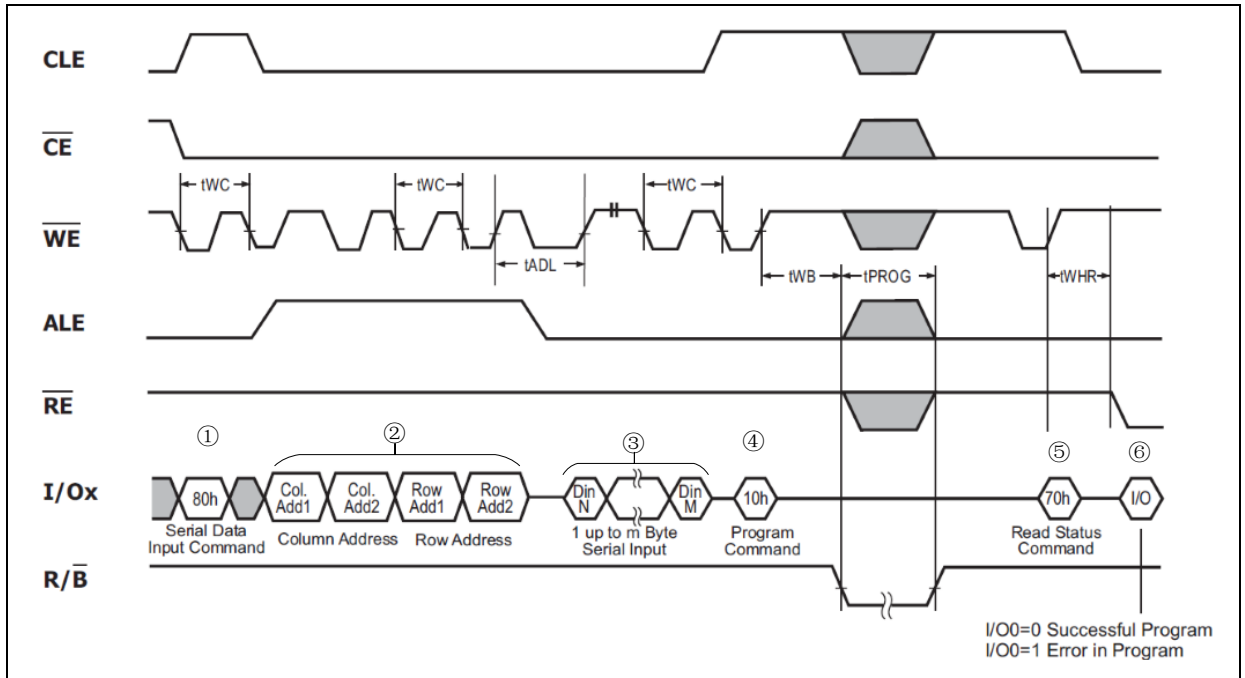 CLE
CE
tWC
tWC
tWC
WE
tADL
tWB
tPROG
tWHR
ALE
RE
① ② ③ ④ ⑤ ⑥
I/Ox
80h
Col.
Add1
Col.
Add2
Row
Add1
Row
Add2
Din
N
Din
M
10h
70h
I/O
Serial Data
Input Command
Column Address
Row Address
1 up to m Byte
Serial Input
Program
Command
Read Status
Command
R/B
I/O0=0 Successful Program
I/O0=1 Error in Program